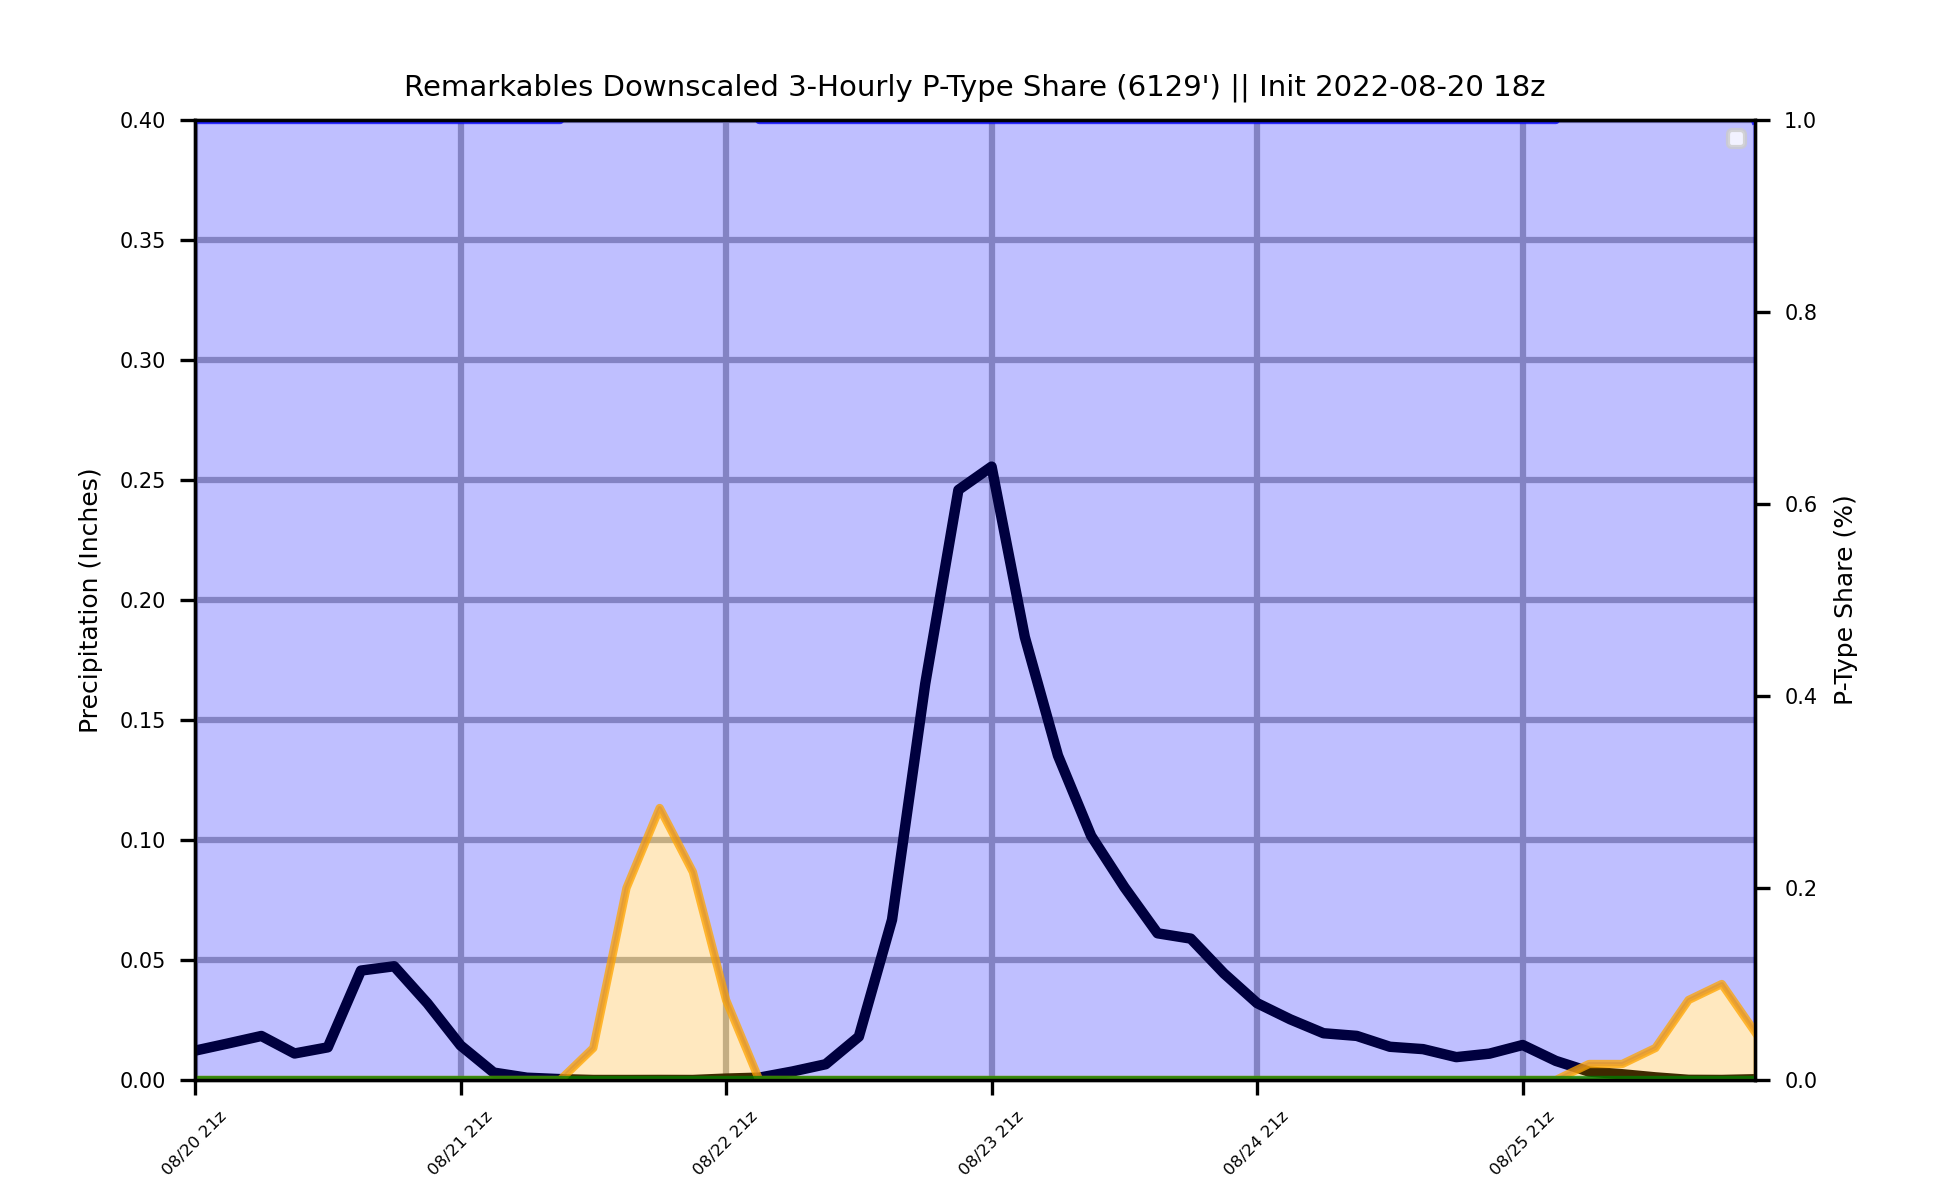 Remarkables Downscaled 3-Hourly P-Type Share (6129') || Init 2022-08-20 18z
0.40
0.35
0.30
0.25
0.20
0.15
0.10
0.05
0.00
Precipitation (Inches)
1.0
0.8
0.6
0.4
0.2
0.0
P-Type Share (%)
08/20 21z
08/21 21z
08/22 21z
08/23 21z
08/24 21z
08/25 21z